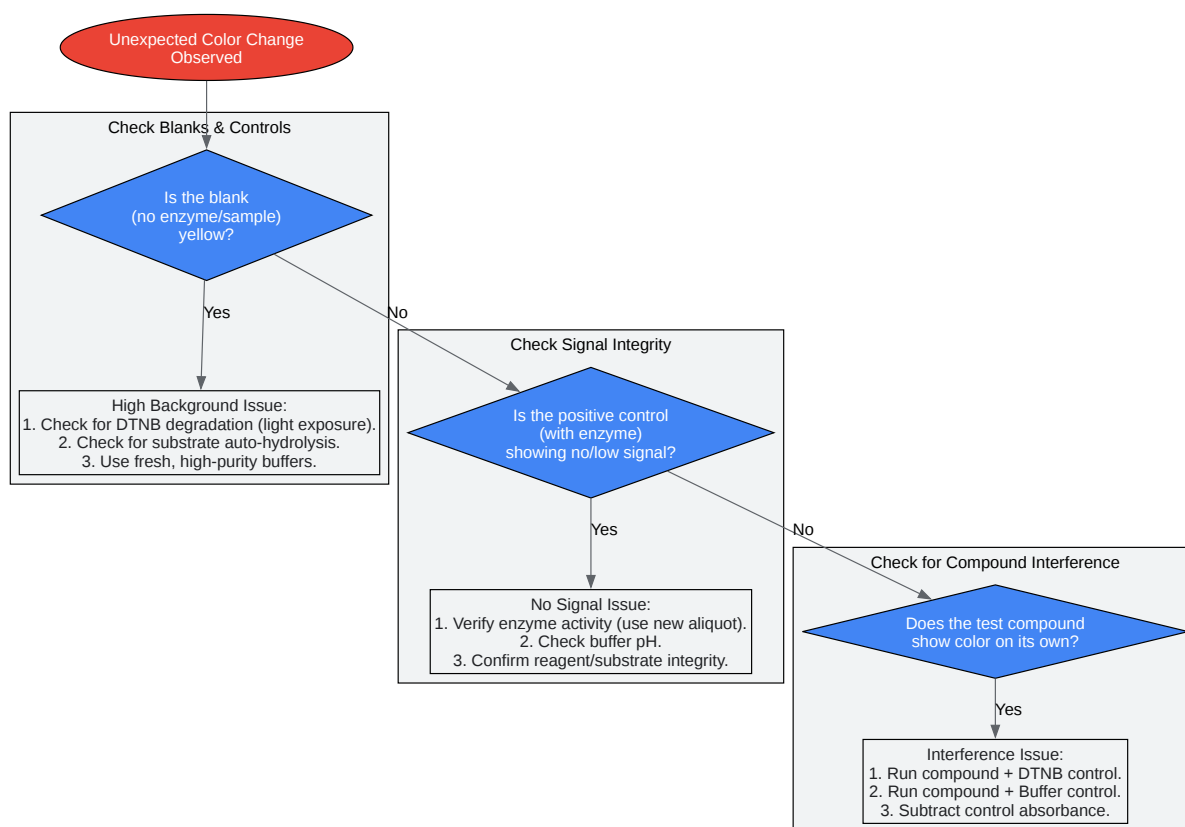 Unexpected Color Change
Observed
Check Blanks & Controls
Is the blank
(no enzyme/sample)
yellow?
Yes
No
High Background Issue:
1. Check for DTNB degradation (light exposure).
2. Check for substrate auto-hydrolysis.
3. Use fresh, high-purity buffers.
Check Signal Integrity
Is the positive control
(with enzyme)
showing no/low signal?
Yes
No
No Signal Issue:
1. Verify enzyme activity (use new aliquot).
2. Check buffer pH.
3. Confirm reagent/substrate integrity.
Check for Compound Interference
Does the test compound
show color on its own?
Yes
Interference Issue:
1. Run compound + DTNB control.
2. Run compound + Buffer control.
3. Subtract control absorbance.